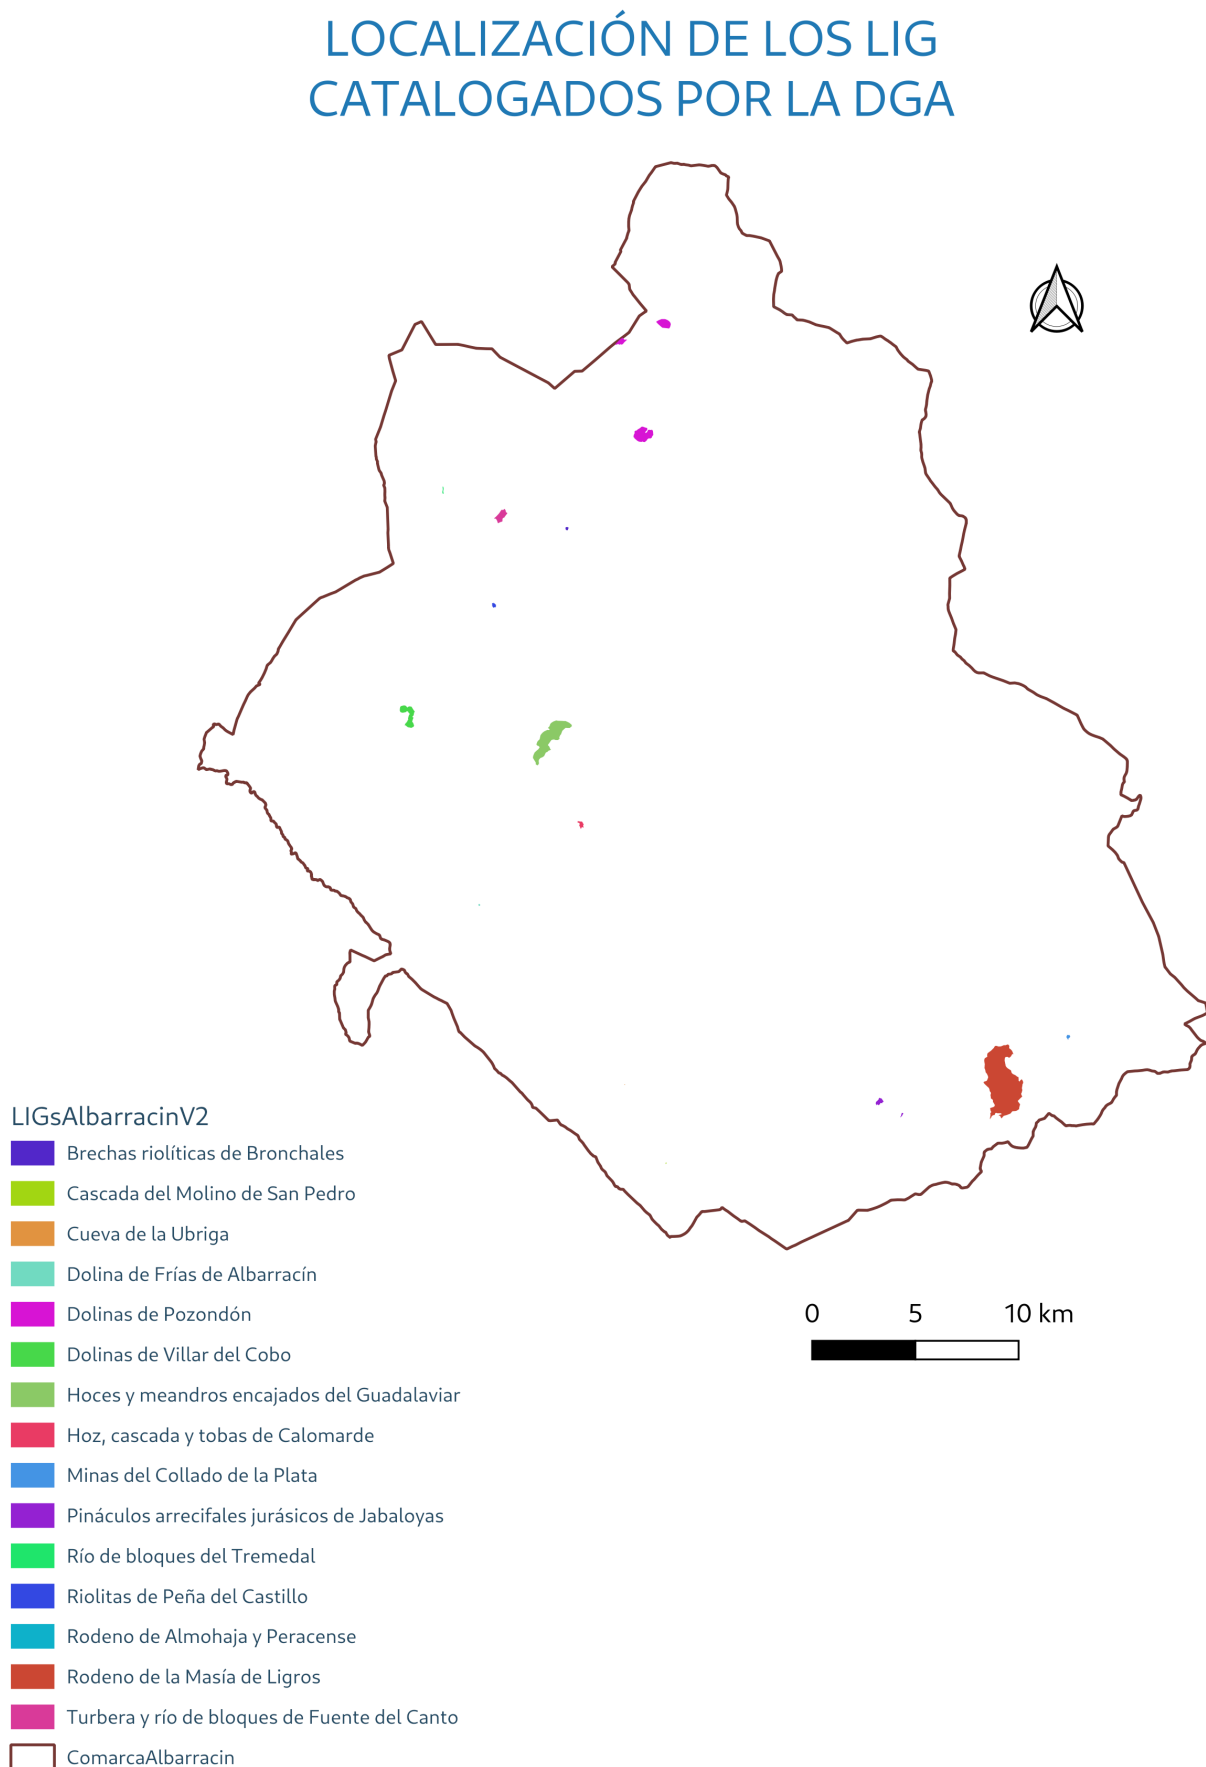 LOCALIZACIÓN DE LOS LIG
CATALOGADOS POR LA DGA
LIGsAlbarracinV2
Brechas riolíticas de Bronchales
Cascada del Molino de San Pedro
Cueva de la Ubriga
Dolina de Frías de Albarracín
Dolinas de Pozondón
Dolinas de Villar del Cobo
Hoces y meandros encajados del Guadalaviar
Hoz, cascada y tobas de Calomarde
Minas del Collado de la Plata
Pináculos arrecifales jurásicos de Jabaloyas
Río de bloques del Tremedal
Riolitas de Peña del Castillo
Rodeno de Almohaja y Peracense
Rodeno de la Masía de Ligros
Turbera y río de bloques de Fuente del Canto
ComarcaAlbarracin
0 5 10 km